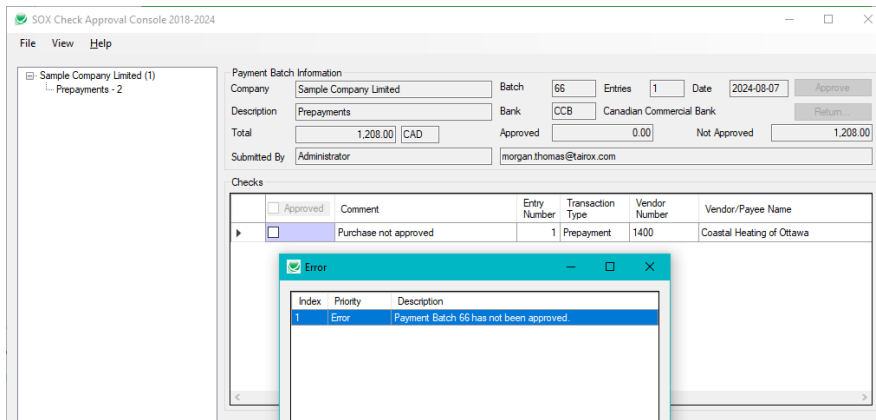 SOX Check Approval Console 2018-2024
File View Help
Sample Company Limited (1)
Prepayments - 2
Payment Batch Information
Company Sample Company Limited Batch 66 Entries 1 Date 2024-08-07 Approve
Description Prepayments Bank CCB Canadian Commercial Bank Return...
Total 1,208.00 CAD Approved 0.00 Not Approved 1,208.00
Submitted By Administrator morgan.thomas@tairox.com
Checks
Approved Comment Entry Number Transaction Type Vendor Number Vendor/Payee Name
Purchase not approved 1 Prepayment 1400 Coastal Heating of Ottawa
Error
Index Priority Description
1 Error Payment Batch 66 has not been approved.